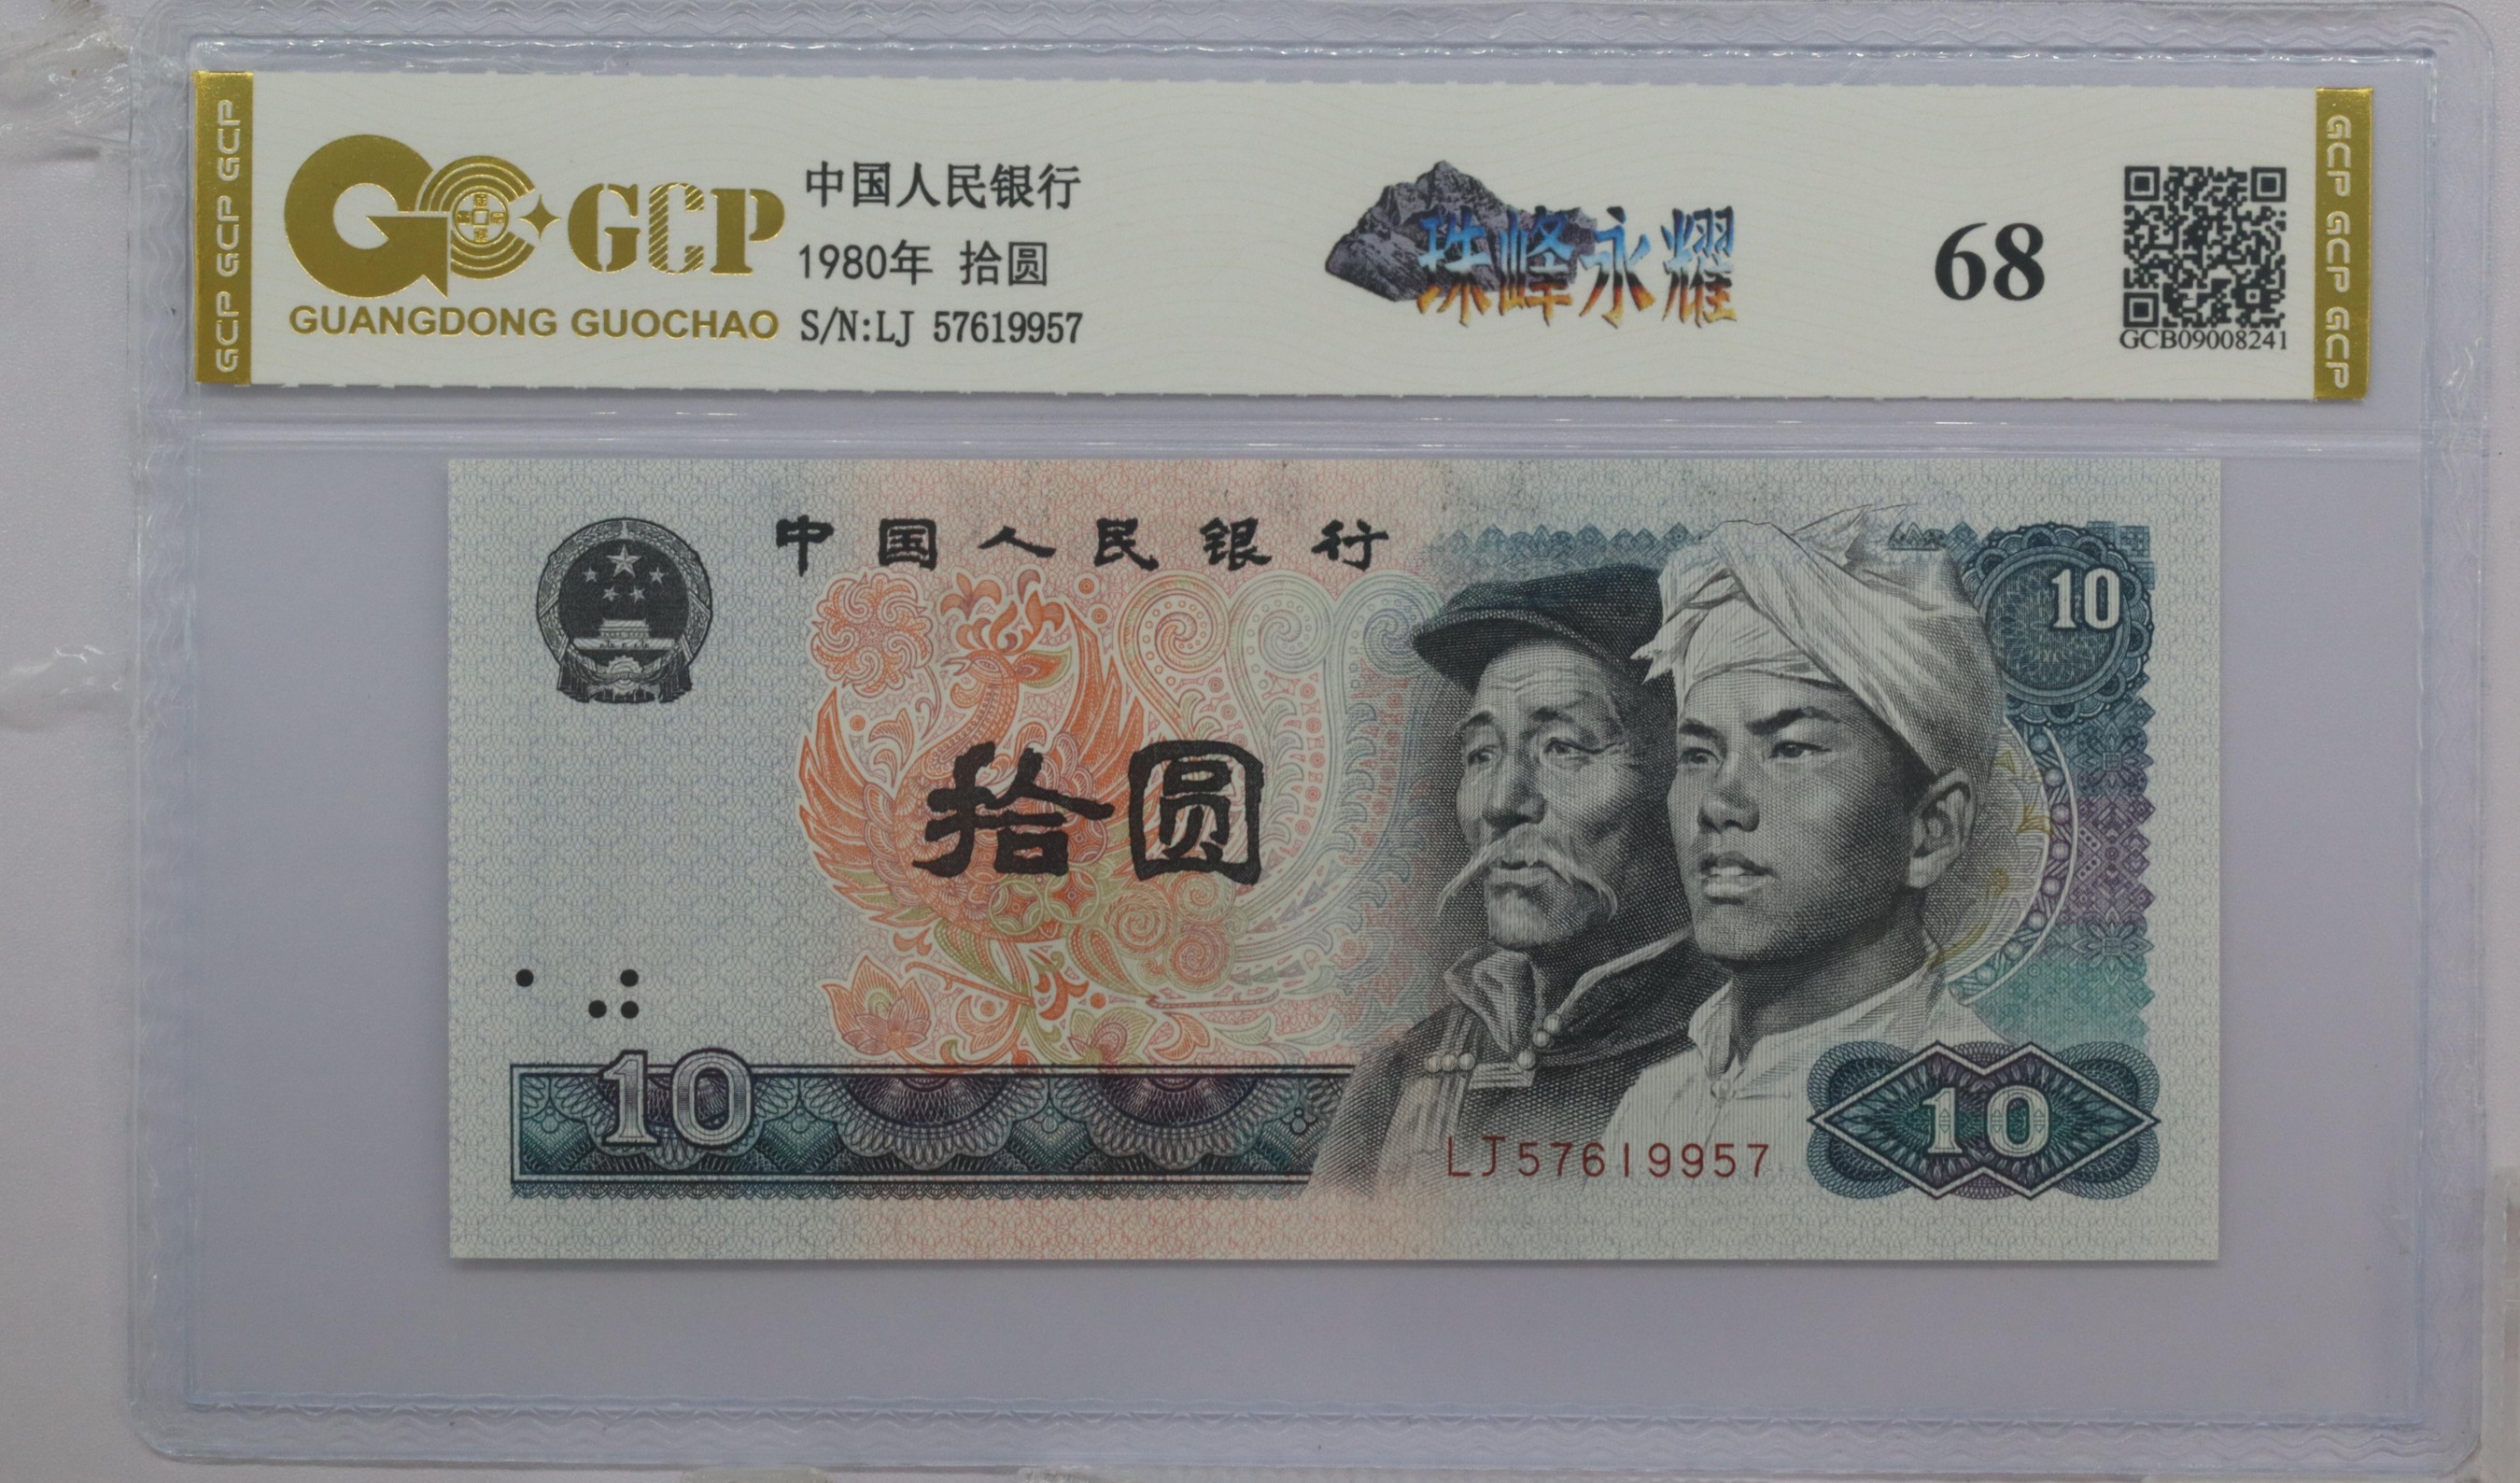 GCP GCP GCP
GCP
GUANGDONG GUOCHAO
中国人民银行
1980年 拾圆
S/N:LJ 57619957
珠峰永耀
68
GCB09008241
GCP GCP GCP
中国人民银行
10
拾圆
10
LJ57619957
10